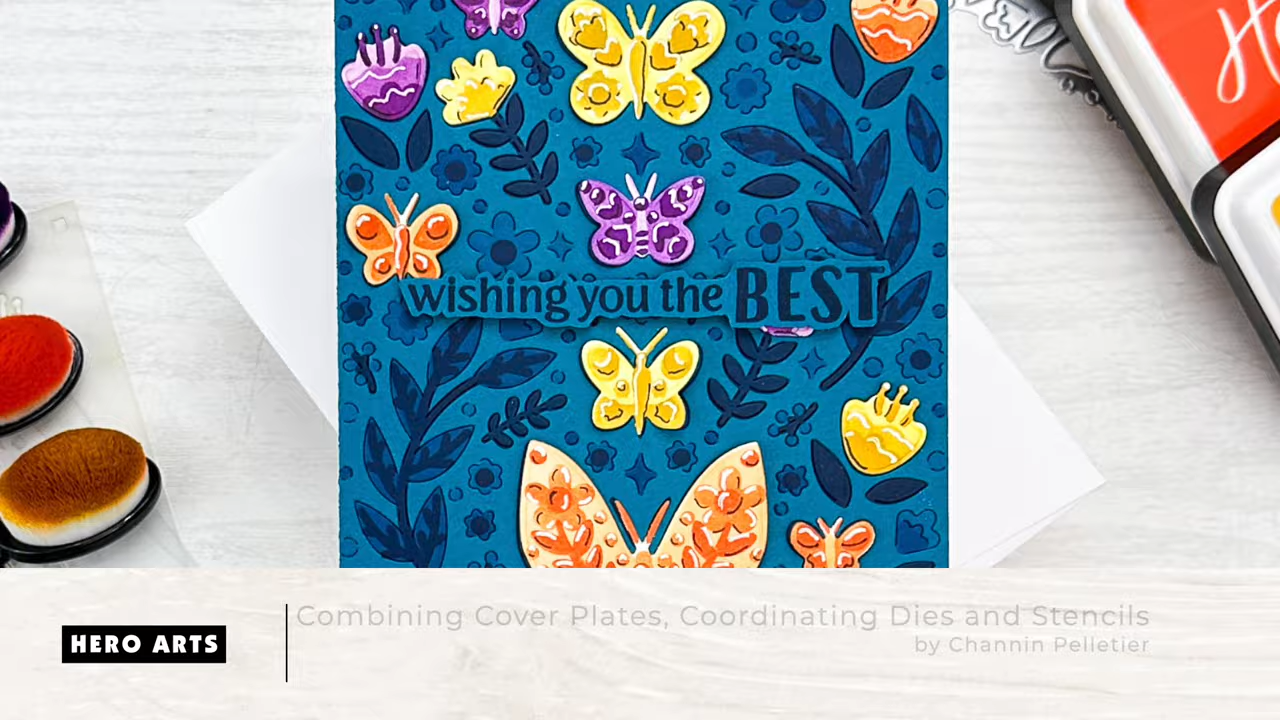 wishing you the BEST
HERO ARTS
Combining Cover Plates, Coordinating Dies and Stencils
by Channin Pelletier